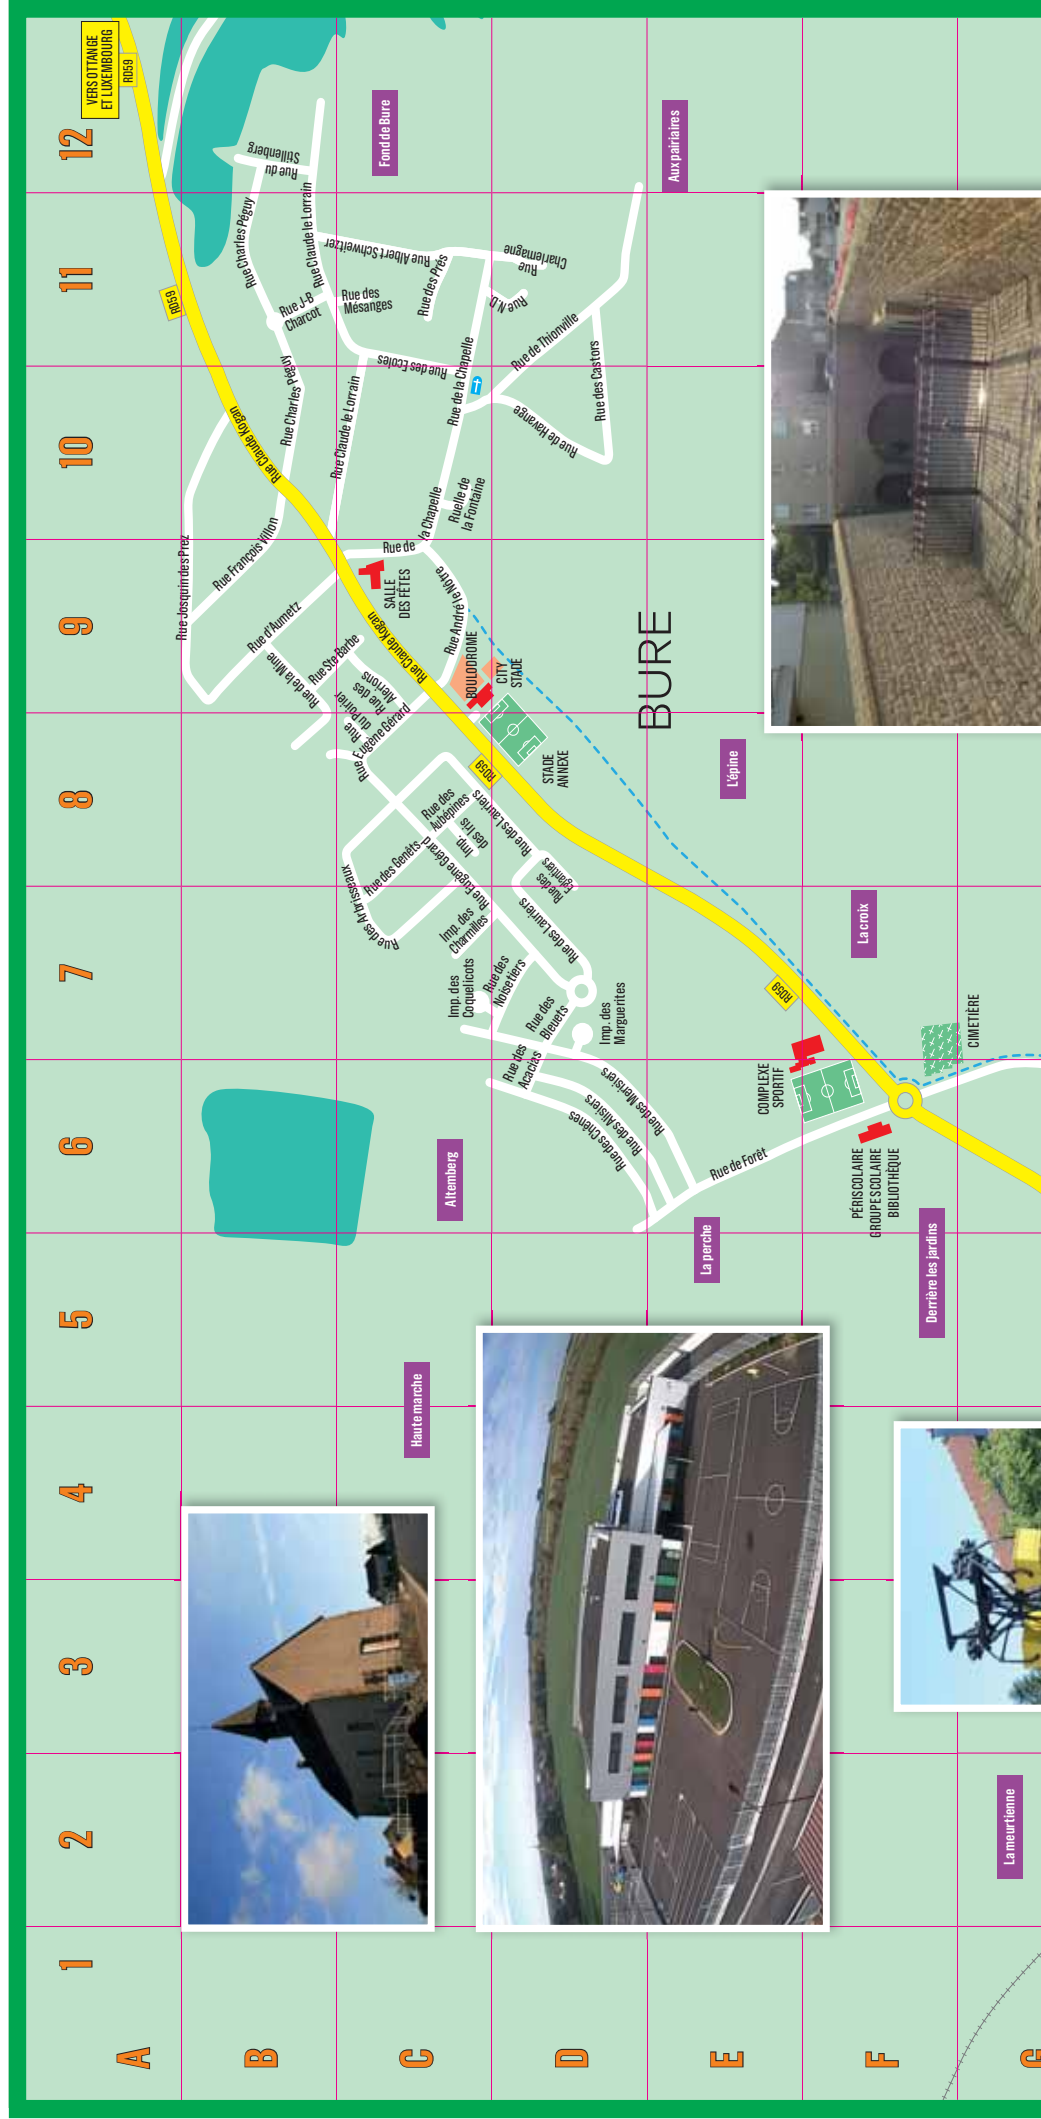 1
2
3
4
5
6
7
8
9
10
11
12
A
B
C
D
E
F
G
VERS OTTANGE
ET LUXEMBOURG
RD59
RD59
Rue Claude Kogan
Rue Josquin des Prez
Rue François Villon
Rue d'Aumetz
Rue de la Mine
Rue Ste Barbe
Rue des
Alerions
Rue
du Poirier
Rue Eugène Gérard
Rue Charles Péguy
Rue Charles Péguy
Rue du
Stillenberg
Rue J-B
Charcot
Rue Claude le Lorrain
Rue Claude le Lorrain
Rue Albert Schweitzer
Rue des
Mésanges
Rue des Prés
Rue des Ecoles
Rue
Charlemagne
Rue N.D.
Rue de la Chapelle
Rue de Thionville
Rue des Castors
Rue de Havange
Ruelle de
la Fontaine
Rue de
la Chapelle
Rue André le Nôtre
SALLE
DES FÊTES
Rue Claude Kogan
BOULODROME
CITY
STADE
STADE
ANNEXE
RD59
BURE
Fond de Bure
Aux pairiaires
L'épine
La croix
Rue des Arbrisseaux
Rue des Genêts
Rue des
Aubépines
Imp.
des Iris
Rue des Lauriers
Rue Eugène Gérard
Rue des
Eglantiers
Rue des Lauriers
Imp. des
Charmilles
Imp. des
Coquelicots
Rue des
Noisetiers
Rue des
Bleuets
Imp. des
Marguerites
Rue des
Acacias
Rue des Merisiers
Rue des Alisiers
Rue des Chênes
Rue de Forêt
RD59
COMPLEXE
SPORTIF
CIMETIÈRE
PÉRISCOLAIRE
GROUPE SCOLAIRE
BIBLIOTHÈQUE
Altemberg
La perche
Derrière les jardins
Haute marche
La meurtienne